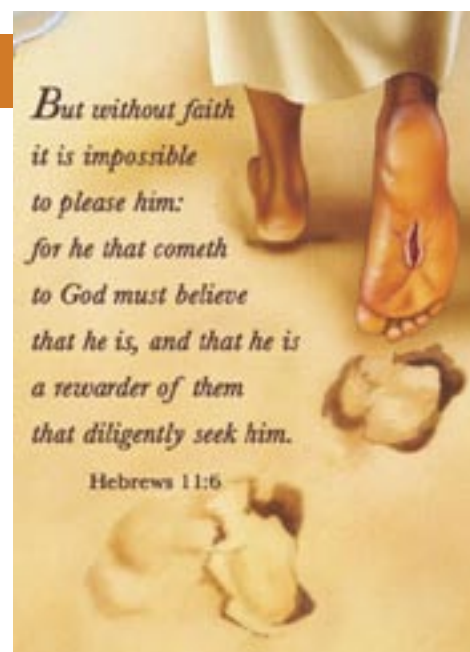 But without faith
it is impossible
to please him:
for he that cometh
to God must believe
that he is, and that he is
a rewarder of them
that diligently seek him.
Hebrews 11:6